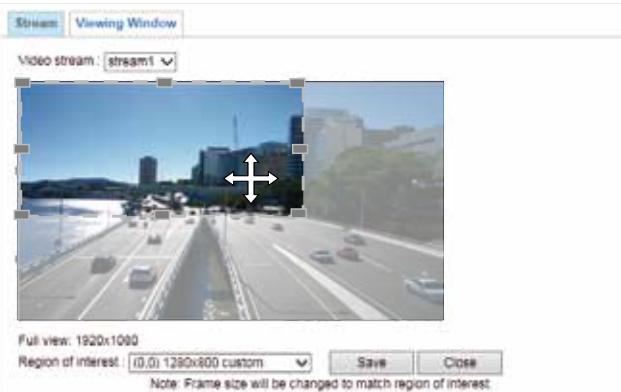 Stream Viewing Window
Video stream : stream1
Full view: 1920x1080
Region of interest : (0,0) 1280x800 custom Save Close
Note: Frame size will be changed to match region of interest